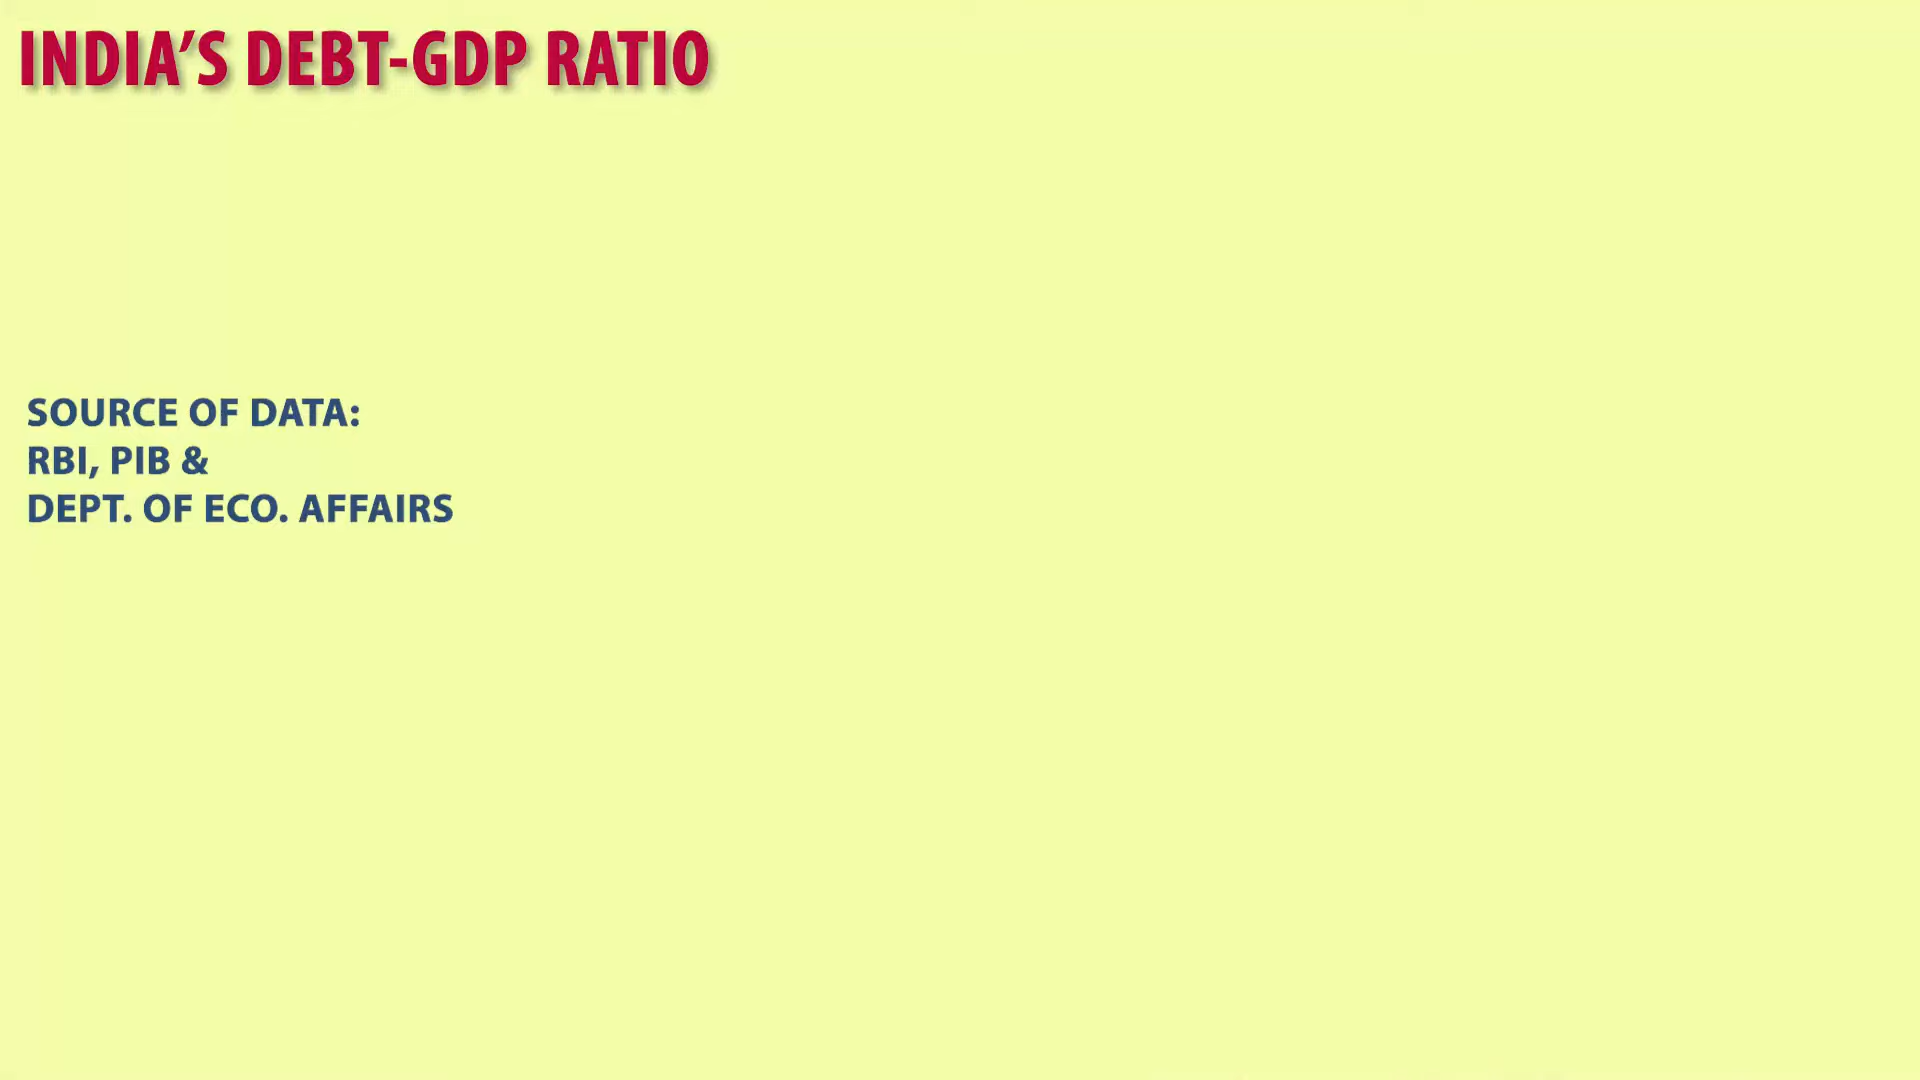 INDIA’S DEBT-GDP RATIO
SOURCE OF DATA:
RBI, PIB &
DEPT. OF ECO. AFFAIRS